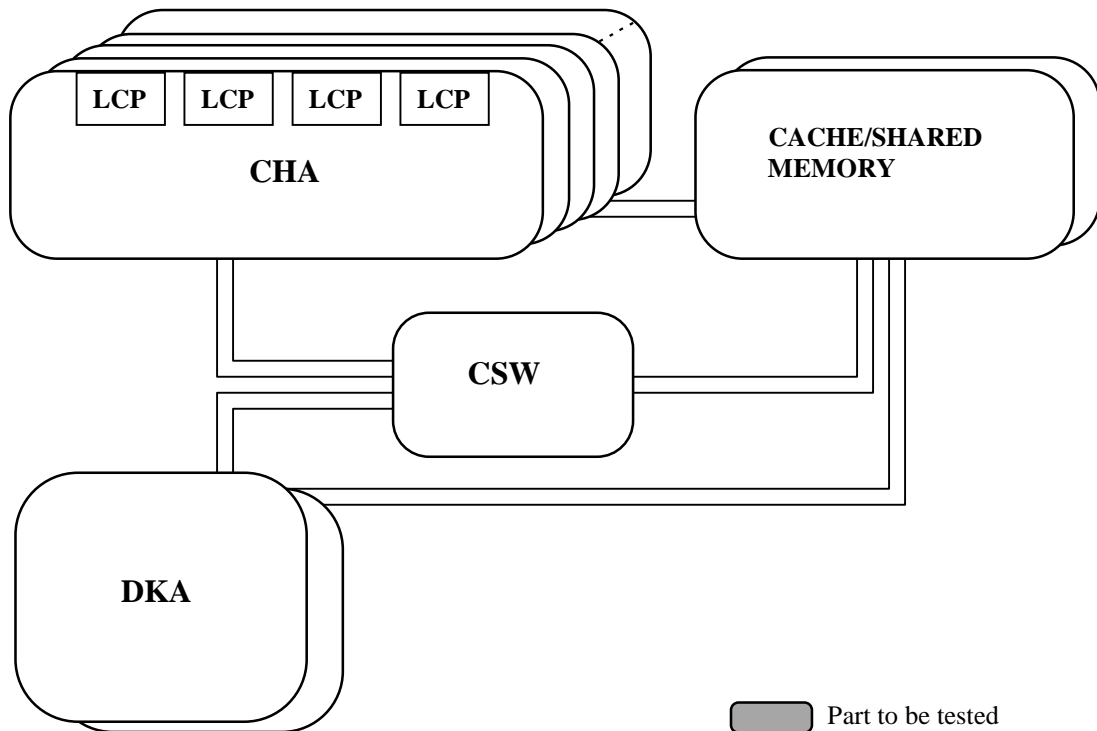 LCP LCP LCP LCP
CHA
CACHE/SHARED
MEMORY
CSW
DKA
Part to be tested